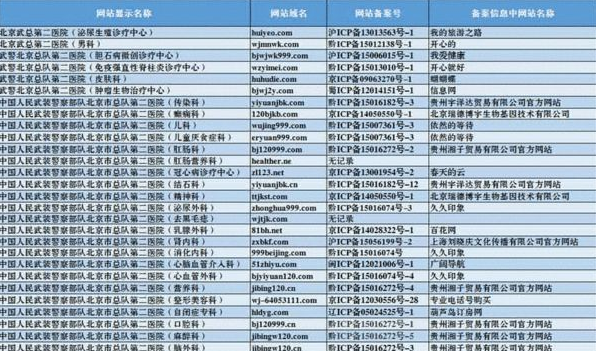 网站显示名称 网站域名 网站备案号 备案信息中网站名称
北京武总第二医院（泌尿生殖诊疗中心） huiyeo.com 沪ICP备13013563号-1 我的旅游之路
北京武总第二医院（男科） wjmnwk.com 黔ICP备15012138号-1 开心的
武警北京总队第二医院（胆石病微创诊疗中心） bjwjwk999.com 沪ICP备15006015号-1 我爱健康
武警北京总队第二医院（免疫强直性脊柱炎诊疗中心） wzyimei.com 黔ICP备15013010号-1 开心就好
武警北京总队第二医院（皮肤科） huhudie.com 京ICP备09063270号-1 蝴蝴蝶
武警北京总队第二医院（肿瘤生物治疗中心） bjwj2y.com 蜀ICP备12014151号-1 信息网
中国人民武装警察部队北京市总队第二医院（传染科） yiyuanjbk.com 黔ICP备15016182号-3 贵州宇泽达贸易有限公司官方网站
中国人民武装警察部队北京市总队第二医院（癫痫科） 120bjkh.com 京ICP备14050550号-1 北京瑞德博宇生物基因技术有限公司
中国人民武装警察部队北京市总队第二医院（儿科） wujing999.com 黔ICP备15007361号-3 依然的等待
中国人民武装警察部队北京市总队第二医院（儿童厌食症科） eryuan999.com 黔ICP备15007361号-3 依然的等待
中国人民武装警察部队北京市总队第二医院（肛肠科） bj120999.com 黔ICP备15016272号-2 贵州湘子贸易有限公司官方网站
中国人民武装警察部队北京市总队第二医院（肛肠营养科） healther.ne 无记录
中国人民武装警察部队北京市总队第二医院（冠心病诊疗中心） zl123.net 京ICP备13001954号-2 春天的云
中国人民武装警察部队北京市总队第二医院（结石科） yiyuanjbk.cn 黔ICP备15016182号-12 贵州宇泽达贸易有限公司官方网站
中国人民武装警察部队北京市总队第二医院（精神科） ttjkst.com 京ICP备14050550号-1 北京瑞德博宇生物基因技术有限公司
中国人民武装警察部队北京市总队第二医院（泌尿外科） zhonghua999.com 黔ICP备15016074号-3 久久印象
中国人民武装警察部队北京市总队第二医院（去黑毛痣） wjtjk.com 无记录
中国人民武装警察部队北京市总队第二医院（乳腺外科） 81bh.net 京ICP备14028322号-1 百花网
中国人民武装警察部队北京市总队第二医院（肾内科） zxbkf.com 沪ICP备15056199号-2 上海刘晓庆文化传播有限公司官方网站
中国人民武装警察部队北京市总队第二医院（消化内科） 999beijing.com 黔ICP备15016074号 久久印象
中国人民武装警察部队北京市总队第二医院（心脑血管介入科） 51zhiyu.com 闽ICP备12021006号-1 广阔导航
中国人民武装警察部队北京市总队第二医院（心血管外科） bjyiyuan120.com 黔ICP备15016074号-4 久久印象
中国人民武装警察部队北京市总队第二医院（营养科） jibing120.cn 黔ICP备15016272号-4 贵州湘子贸易有限公司官方网站
中国人民武装警察部队北京市总队第二医院（整形美容科） wj-64053111.com 京ICP备12030556号-28 专业电话号购买
中国人民武装警察部队北京市总队第二医院（自闭症专科） hldyg.com 辽ICP备05024525号-1 葫芦岛订房网
中国人民武装警察部队北京市总队第二医院（口腔科） bj120999.cn 黔ICP备15016272号-1 贵州湘子贸易有限公司官方网站
中国人民武装警察部队北京市总队第二医院（麻醉科） jibingw120.com 黔ICP备15016272号-5 贵州湘子贸易有限公司官方网站
中国人民武装警察部队北京市总队第二医院（脑外科） jibingw120.cn 黔ICP备15016272号-6 贵州湘子贸易有限公司官方网站